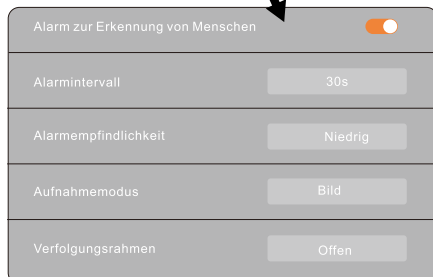 Alarm zur Erkennung von Menschen
Alarmintervall 30s
Alarmempfindlichkeit Niedrig
Aufnahmemodus Bild
Verfolgungsrahmen Offen